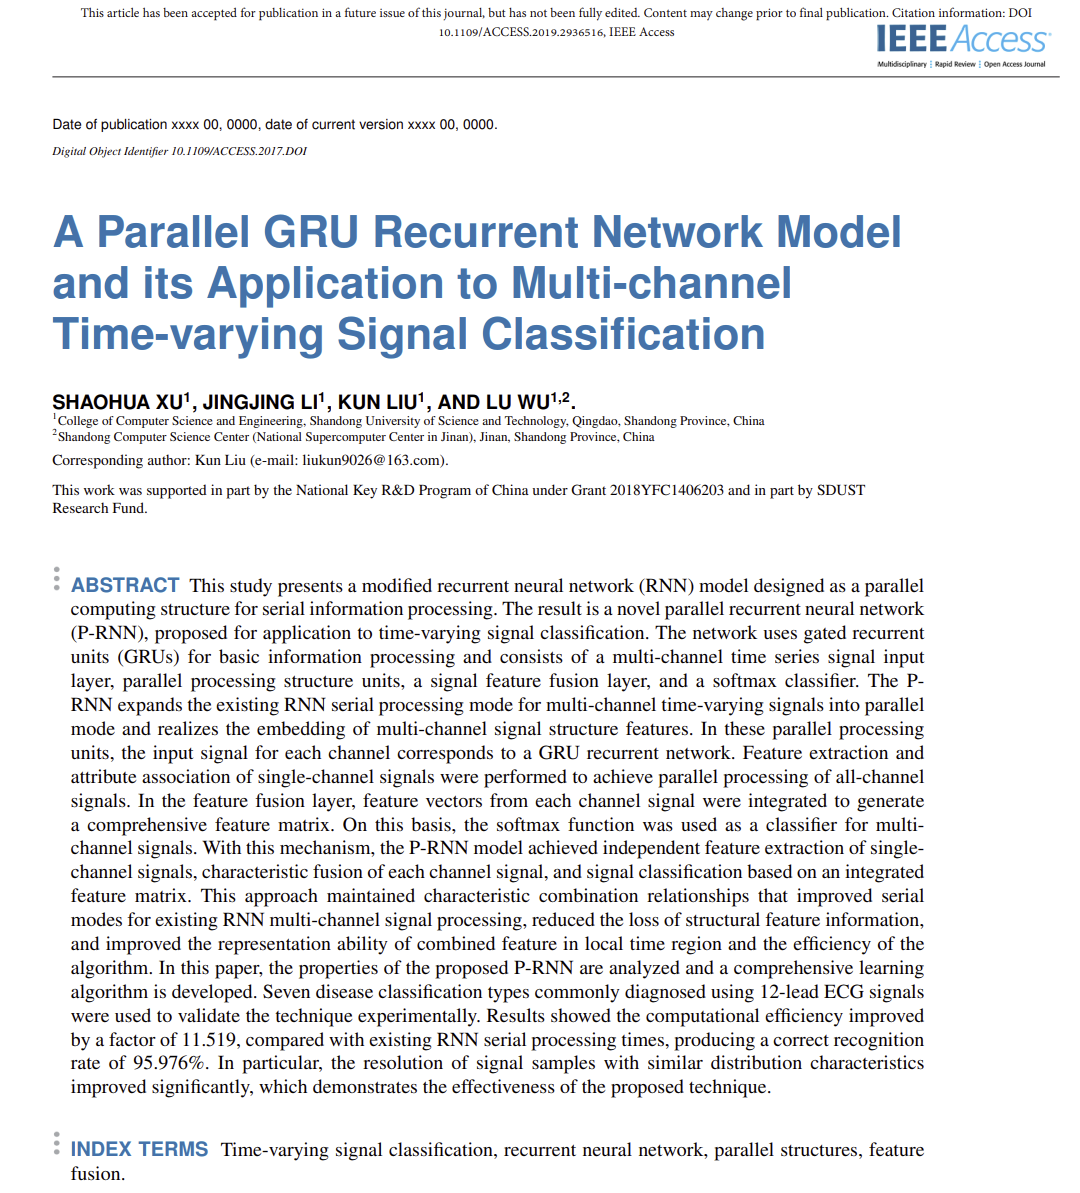 This article has been accepted for publication in a future issue of this journal, but has not been fully edited. Content may change prior to final publication. Citation information: DOI
10.1109/ACCESS.2019.2936516, IEEE Access
IEEE Access
Multidisciplinary | Rapid Review | Open Access Journal
Date of publication xxxx 00, 0000, date of current version xxxx 00, 0000.
Digital Object Identifier 10.1109/ACCESS.2017.DOI
A Parallel GRU Recurrent Network Model
and its Application to Multi-channel
Time-varying Signal Classification
SHAOHUA XU¹, JINGJING LI¹, KUN LIU¹, AND LU WU¹,².
¹College of Computer Science and Engineering, Shandong University of Science and Technology, Qingdao, Shandong Province, China
²Shandong Computer Science Center (National Supercomputer Center in Jinan), Jinan, Shandong Province, China
Corresponding author: Kun Liu (e-mail: liukun9026@163.com).
This work was supported in part by the National Key R&D Program of China under Grant 2018YFC1406203 and in part by SDUST
Research Fund.
ABSTRACT This study presents a modified recurrent neural network (RNN) model designed as a parallel
computing structure for serial information processing. The result is a novel parallel recurrent neural network
(P-RNN), proposed for application to time-varying signal classification. The network uses gated recurrent
units (GRUs) for basic information processing and consists of a multi-channel time series signal input
layer, parallel processing structure units, a signal feature fusion layer, and a softmax classifier. The P-
RNN expands the existing RNN serial processing mode for multi-channel time-varying signals into parallel
mode and realizes the embedding of multi-channel signal structure features. In these parallel processing
units, the input signal for each channel corresponds to a GRU recurrent network. Feature extraction and
attribute association of single-channel signals were performed to achieve parallel processing of all-channel
signals. In the feature fusion layer, feature vectors from each channel signal were integrated to generate
a comprehensive feature matrix. On this basis, the softmax function was used as a classifier for multi-
channel signals. With this mechanism, the P-RNN model achieved independent feature extraction of single-
channel signals, characteristic fusion of each channel signal, and signal classification based on an integrated
feature matrix. This approach maintained characteristic combination relationships that improved serial
modes for existing RNN multi-channel signal processing, reduced the loss of structural feature information,
and improved the representation ability of combined feature in local time region and the efficiency of the
algorithm. In this paper, the properties of the proposed P-RNN are analyzed and a comprehensive learning
algorithm is developed. Seven disease classification types commonly diagnosed using 12-lead ECG signals
were used to validate the technique experimentally. Results showed the computational efficiency improved
by a factor of 11.519, compared with existing RNN serial processing times, producing a correct recognition
rate of 95.976%. In particular, the resolution of signal samples with similar distribution characteristics
improved significantly, which demonstrates the effectiveness of the proposed technique.
INDEX TERMS Time-varying signal classification, recurrent neural network, parallel structures, feature
fusion.